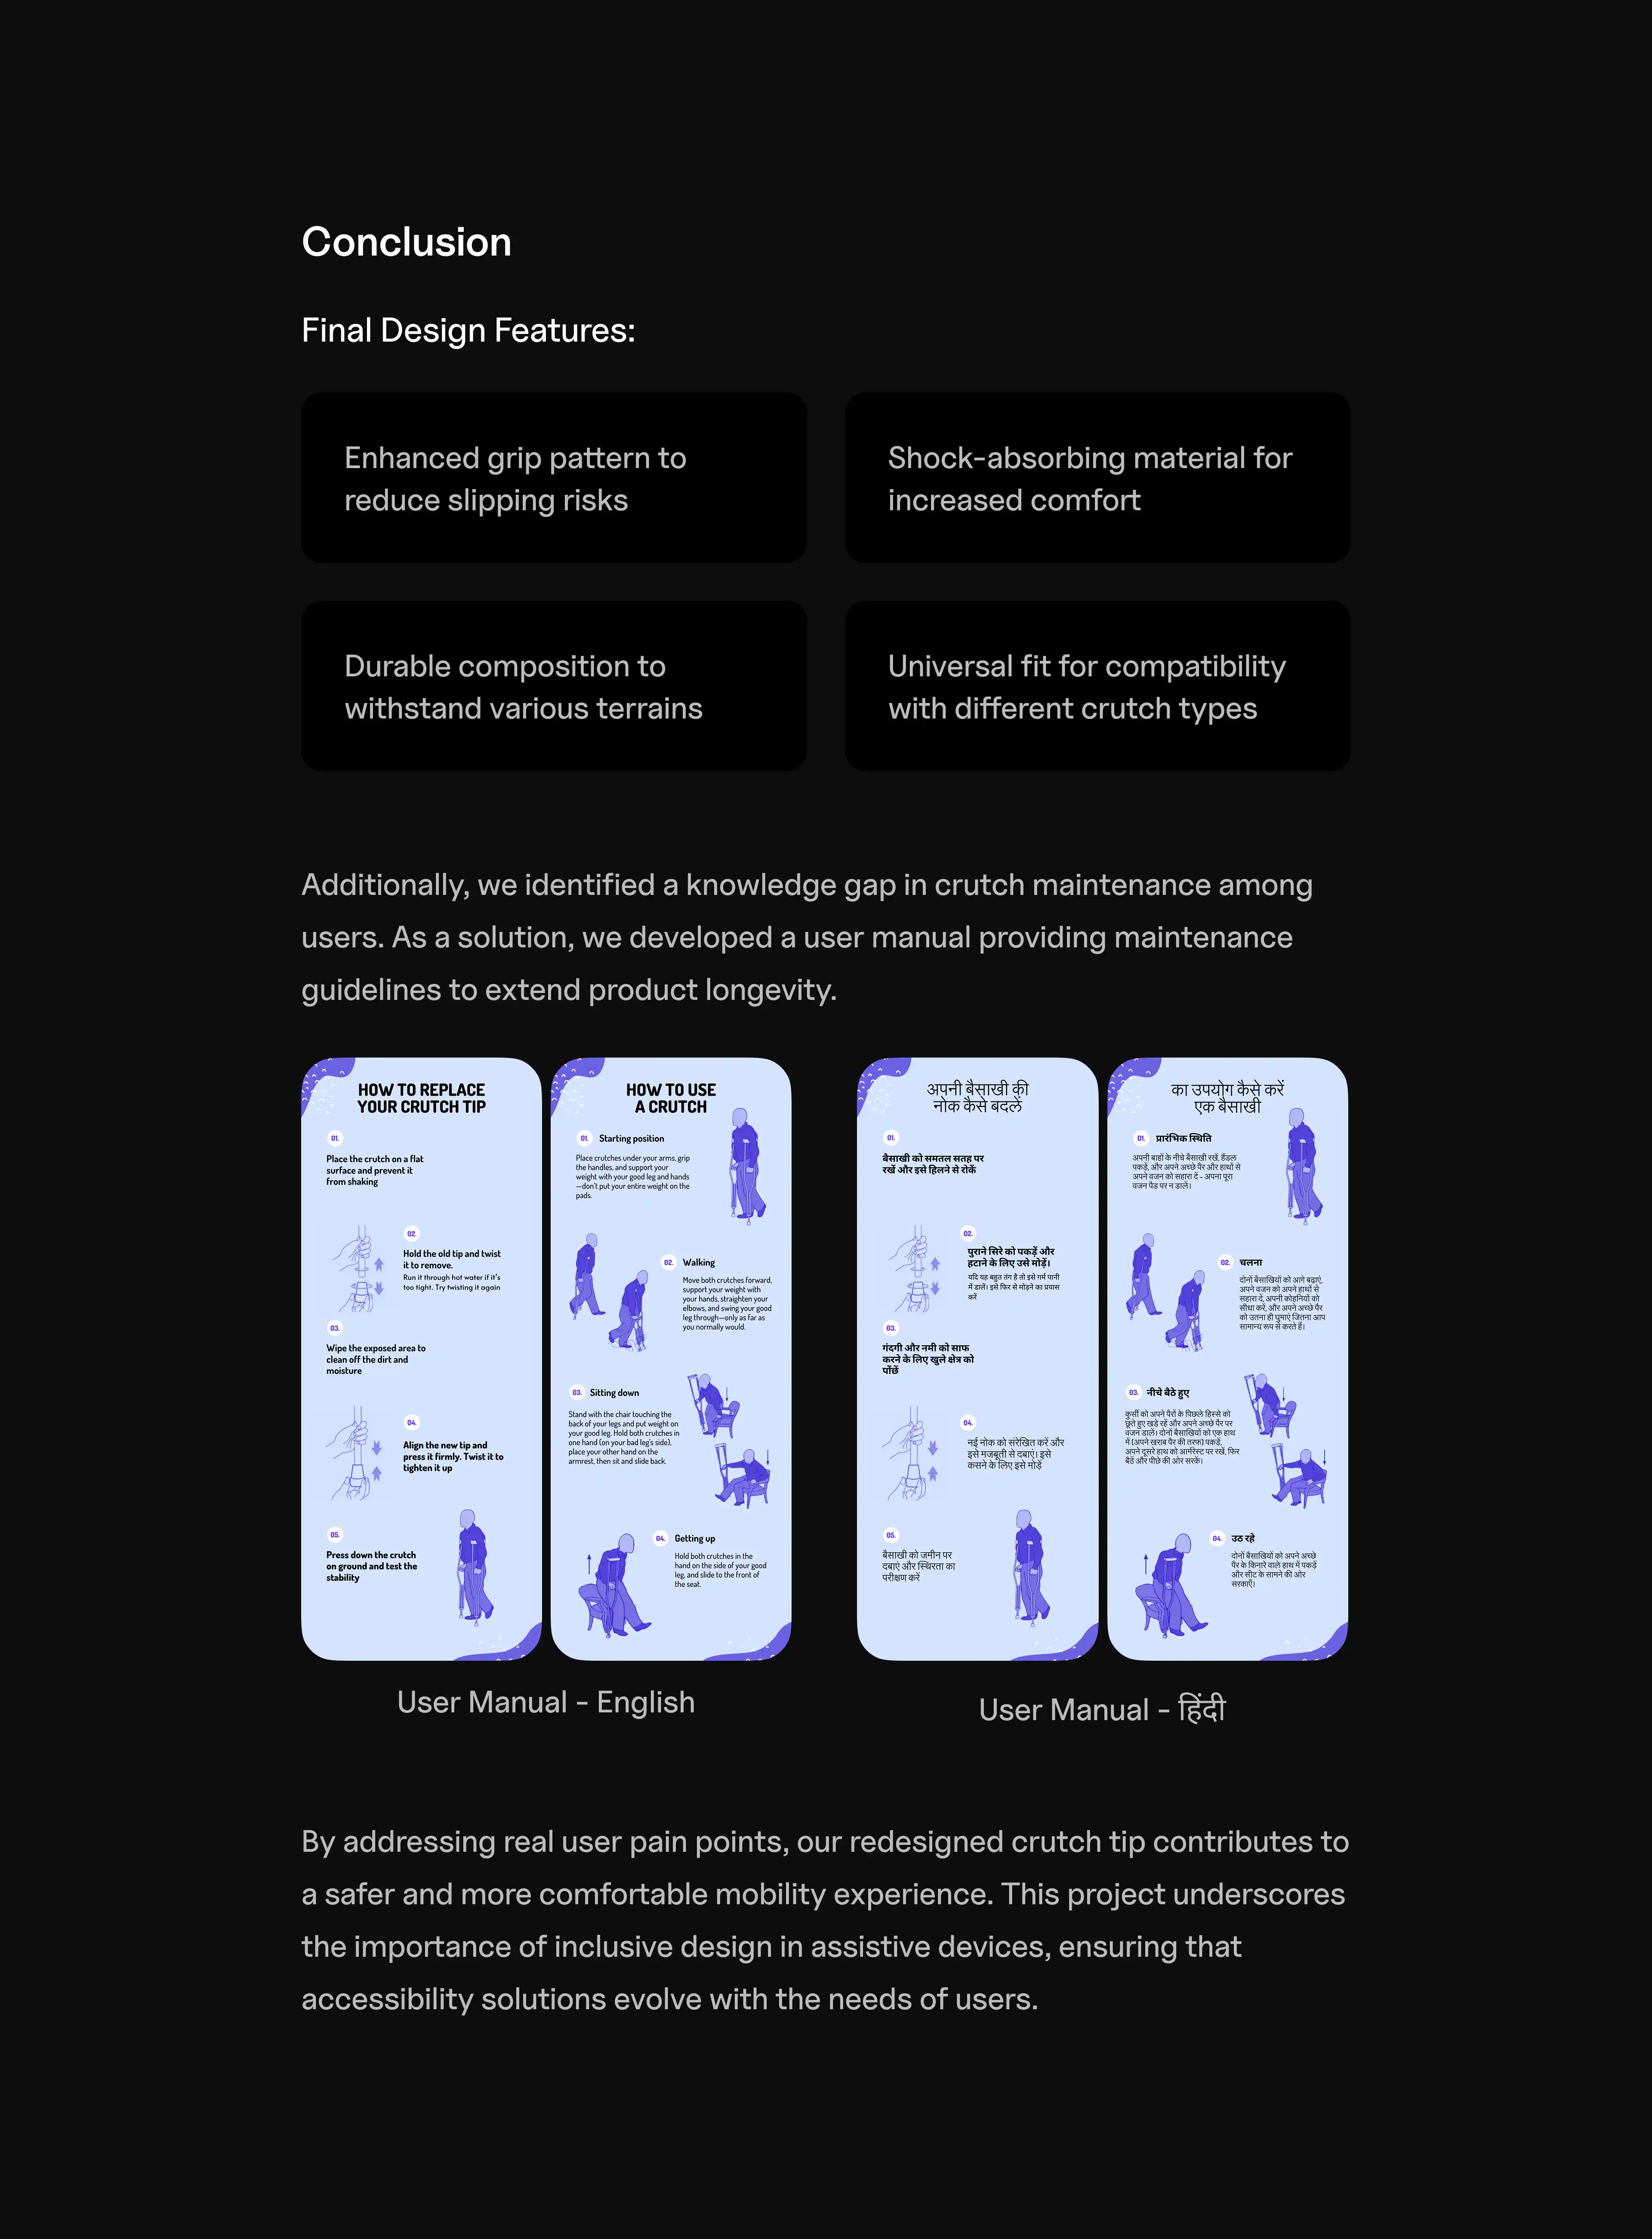 Conclusion
Final Design Features:
Enhanced grip pattern to
reduce slipping risks
Shock-absorbing material for
increased comfort
Durable composition to
withstand various terrains
Universal fit for compatibility
with different crutch types
Additionally, we identified a knowledge gap in crutch maintenance among
users. As a solution, we developed a user manual providing maintenance
guidelines to extend product longevity.
HOW TO REPLACE
YOUR CRUTCH TIP
01.
Place the crutch on a flat
surface and prevent it
from shaking
02.
Hold the old tip and twist
it to remove.
Run it through hot water if it's
too tight. Try twisting it again
03.
Wipe the exposed area to
clean off the dirt and
moisture
04.
Align the new tip and
press it firmly. Twist it to
tighten it up
05.
Press down the crutch
on ground and test the
stability
HOW TO USE
A CRUTCH
01. Starting position
Place crutches under your arms, grip
the handles, and support your
weight with your good leg and hands
—don't put your entire weight on the
pads.
02. Walking
Move both crutches forward,
support your weight with
your hands, straighten your
elbows, and swing your good
leg through—only as far as
you normally would.
03. Sitting down
Stand with the chair touching the
back of your legs and put weight on
your good leg. Hold both crutches in
one hand (on your bad leg's side),
place your other hand on the
armrest, then sit and slide back.
04. Getting up
Hold both crutches in the
hand on the side of your good
leg, and slide to the front of
the seat.
अपनी बैसाखी की
नोक कैसे बदलें
01.
बैसाखी को समतल सतह पर
रखें और इसे हिलने से रोकें
02.
पुराने सिरे को पकड़ें और
हटाने के लिए उसे मोड़ें।
यदि यह बहुत तंग है तो इसे गर्म पानी
में डालें। इसे फिर से मोड़ने का प्रयास
करें
03.
गंदगी और नमी को साफ
करने के लिए खुले क्षेत्र को
पोंछें
04.
नई नोक को संरेखित करें और
इसे मजबूती से दबाएं। इसे
कसने के लिए इसे मोड़ें
05.
बैसाखी को जमीन पर
दबाएं और स्थिरता का
परीक्षण करें
का उपयोग कैसे करें
एक बैसाखी
01. प्रारंभिक स्थिति
अपनी बाहों के नीचे बैसाखी रखें, हैंडल
पकड़ें, और अपने अच्छे पैर और हाथों से
अपने वजन को सहारा दें - अपना पूरा
वजन पैड पर न डालें।
02. चलना
दोनों बैसाखियों को आगे बढ़ाएं,
अपने वजन को अपने हाथों से
सहारा दें, अपनी कोहनियों को
सीधा करें, और अपने अच्छे पैर
को उतना ही घुमाएं जितना आप
सामान्य रूप से करते हैं।
03. नीचे बैठे हुए
कुर्सी को अपने पैरों के पिछले हिस्से को
छूते हुए खड़े रहें और अपने अच्छे पैर पर
वजन डालें। दोनों बैसाखियों को एक हाथ
में (अपने खराब पैर की तरफ) पकड़ें,
अपने दूसरे हाथ को आर्मरेस्ट पर रखें, फिर
बैठें और पीछे की ओर सरकें।
04. उठ रहे
दोनों बैसाखियों को अपने अच्छे
पैर के किनारे वाले हाथ में पकड़ें
और सीट के सामने की ओर
सरकाएँ।
User Manual - English
User Manual - हिंदी
By addressing real user pain points, our redesigned crutch tip contributes to
a safer and more comfortable mobility experience. This project underscores
the importance of inclusive design in assistive devices, ensuring that
accessibility solutions evolve with the needs of users.